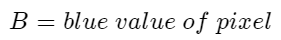 B = blue value of pixel